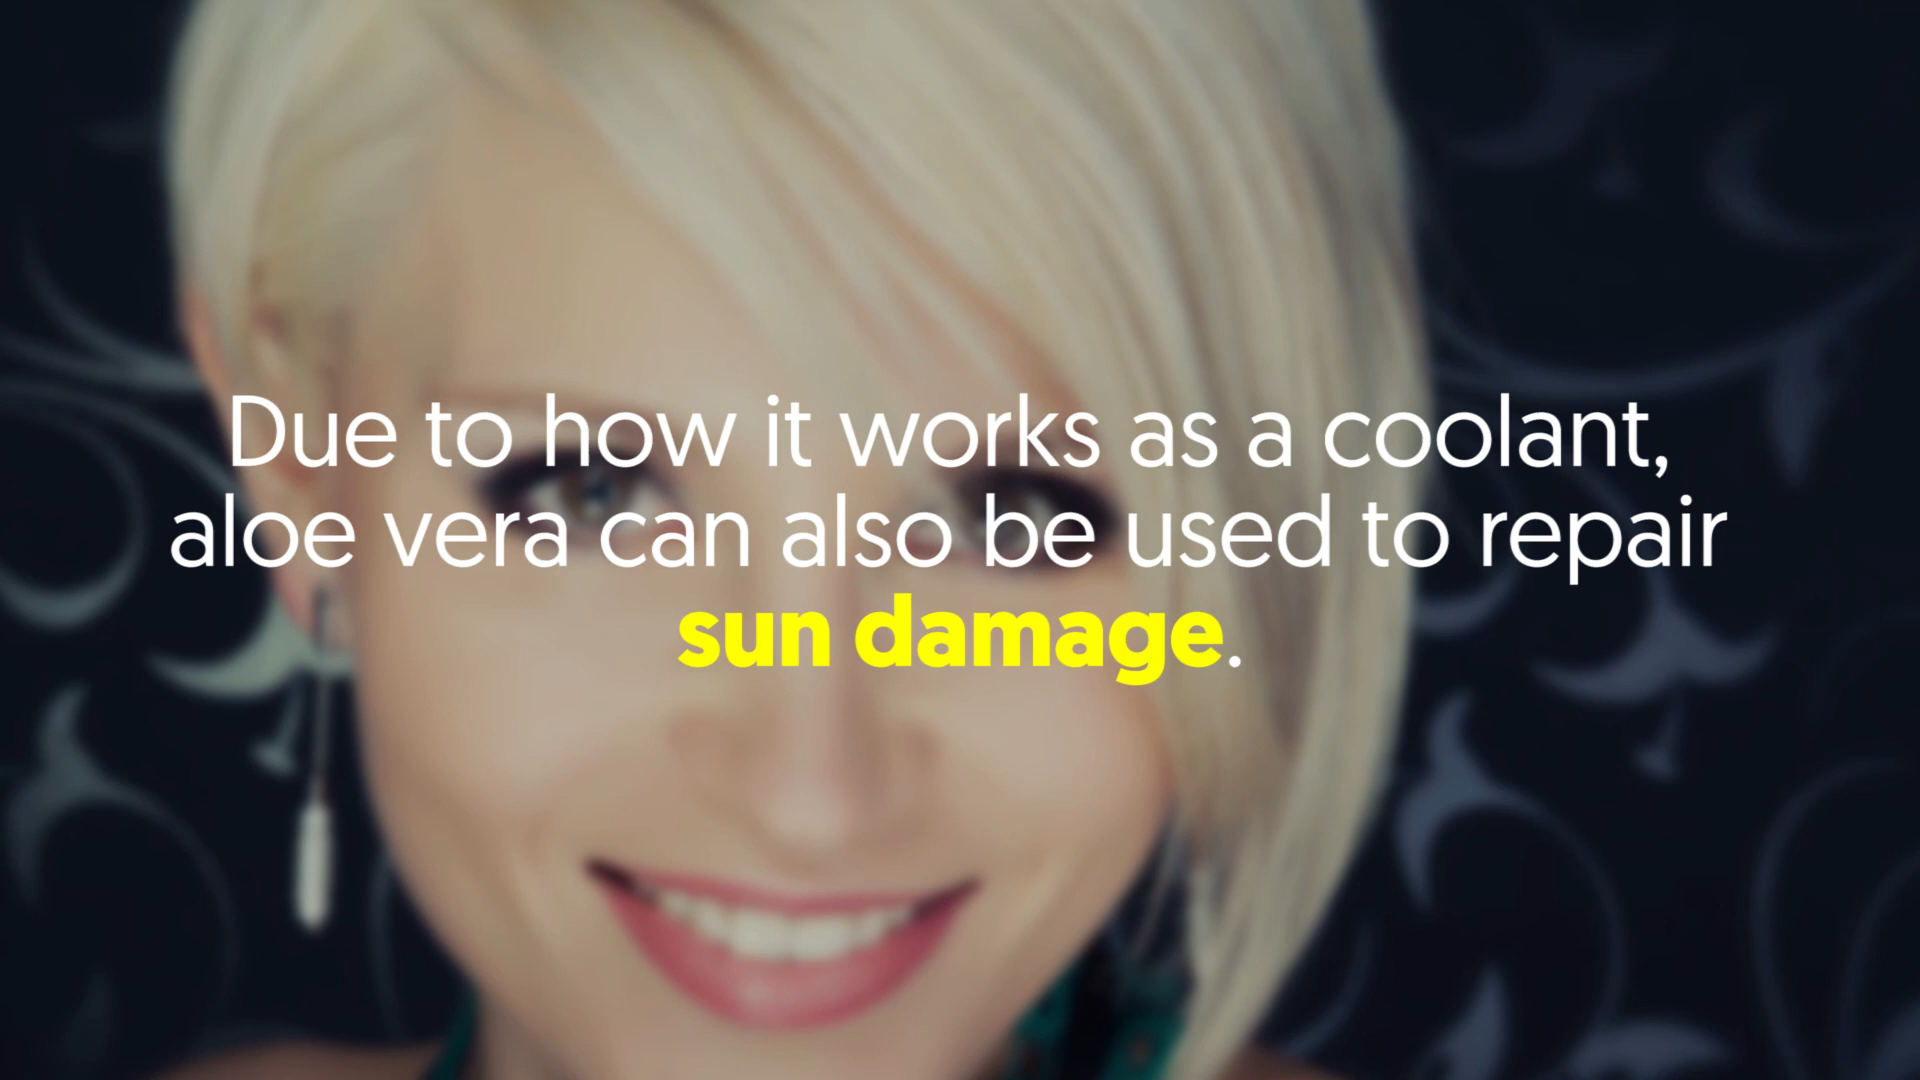 Due to how it works as a coolant,
aloe vera can also be used to repair
sun damage.